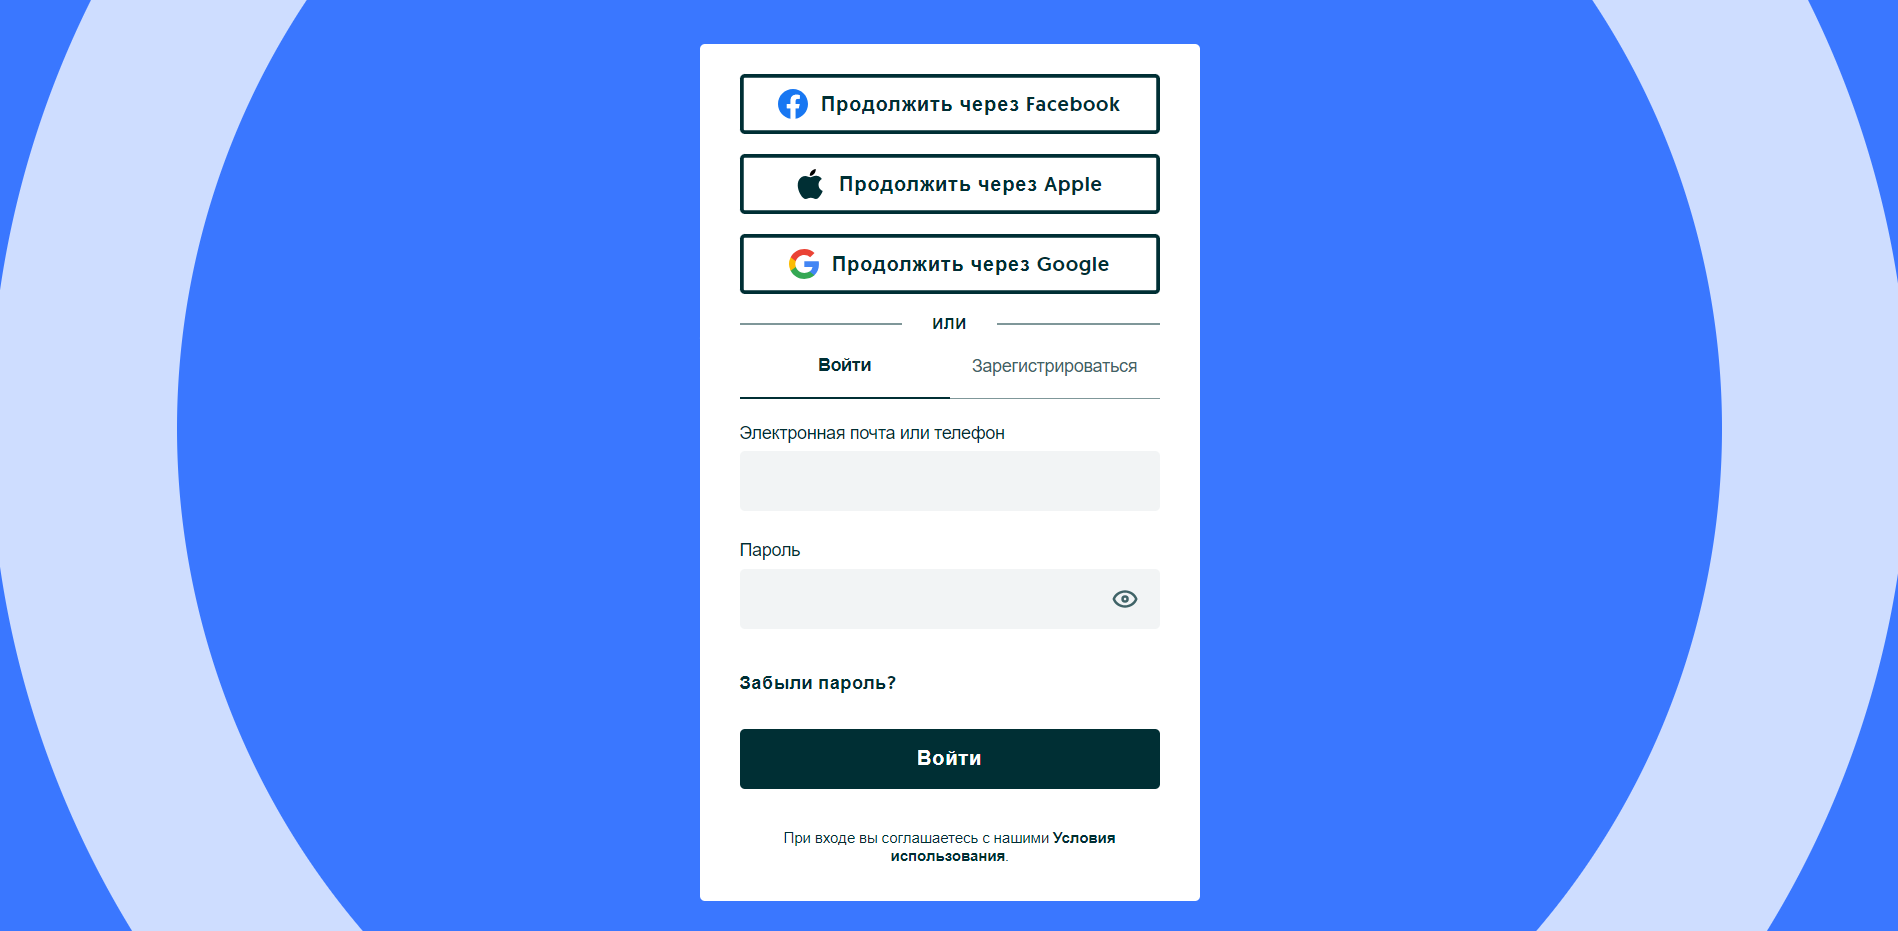 Продолжить через Facebook
Продолжить через Apple
Продолжить через Google
или
Войти
Зарегистрироваться
Электронная почта или телефон
Пароль
Забыли пароль?
Войти
При входе вы соглашаетесь с нашими Условия
использования.